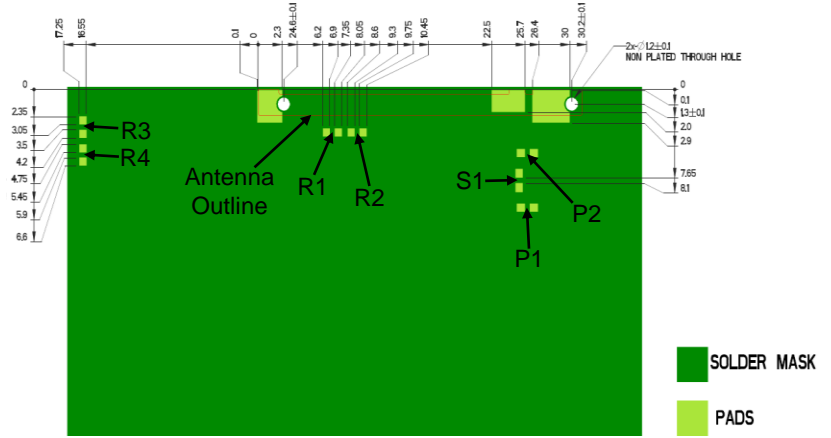 17.25
16.55
0.1
0
2.3
24.6±0.1
6.2
6.9
7.35
8.05
8.6
9.3
9.75
10.45
22.5
25.7
26.4
30
30.2±0.1
2x∅1.2±0.1
NON PLATED THROUGH HOLE
0
2.35
3.05
3.5
4.2
4.75
5.45
5.9
6.6
0
0.1
1.3±0.1
2.0
2.9
7.65
8.1
R3
R4
Antenna
Outline
R1
R2
S1
P2
P1
SOLDER MASK
PADS